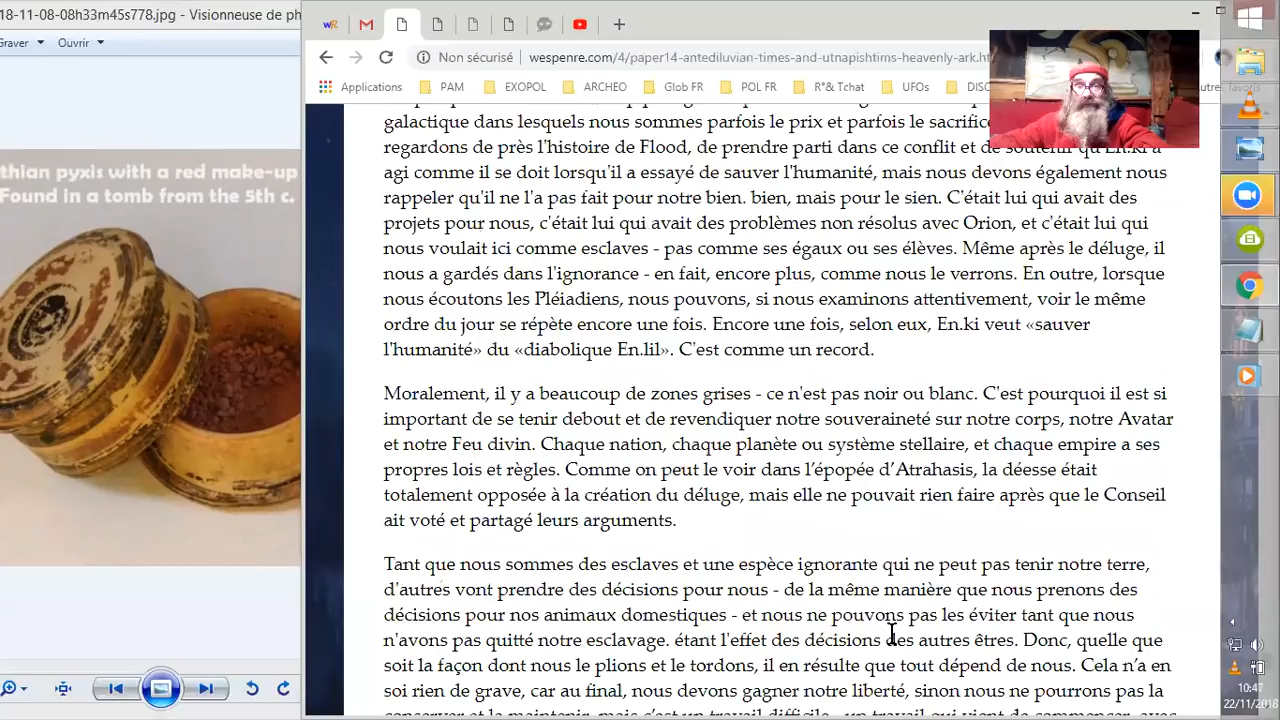 18-11-08-08h33m45s778.jpg - Visionneuse de ph
Graver
Ouvrir
thian pyxis with a red make-up
Found in a tomb from the 5th c.
wR
Non sécurisé
wespenre.com/4/paper14-antediluvian-times-and-utnapishtims-heavenly-ark.ht
Applications
PAM
EXOPOL
ARCHEO
Glob FR
POL FR
R*& Tchat
UFOs
DISC
utres favoris
galactique dans lesquels nous sommes parfois le prix et parfois le sacrifice
regardons de près l'histoire de Flood, de prendre parti dans ce conflit et de soutenir qu'En.ki a
agi comme il se doit lorsqu'il a essayé de sauver l'humanité, mais nous devons également nous
rappeler qu'il ne l'a pas fait pour notre bien. bien, mais pour le sien. C'était lui qui avait des
projets pour nous, c'était lui qui avait des problèmes non résolus avec Orion, et c'était lui qui
nous voulait ici comme esclaves - pas comme ses égaux ou ses élèves. Même après le déluge, il
nous a gardés dans l'ignorance - en fait, encore plus, comme nous le verrons. En outre, lorsque
nous écoutons les Pléiadiens, nous pouvons, si nous examinons attentivement, voir le même
ordre du jour se répète encore une fois. Encore une fois, selon eux, En.ki veut «sauver
l'humanité» du «diabolique En.lil». C'est comme un record.
Moralement, il y a beaucoup de zones grises - ce n'est pas noir ou blanc. C'est pourquoi il est si
important de se tenir debout et de revendiquer notre souveraineté sur notre corps, notre Avatar
et notre Feu divin. Chaque nation, chaque planète ou système stellaire, et chaque empire a ses
propres lois et règles. Comme on peut le voir dans l'épopée d'Atrahasis, la déesse était
totalement opposée à la création du déluge, mais elle ne pouvait rien faire après que le Conseil
ait voté et partagé leurs arguments.
Tant que nous sommes des esclaves et une espèce ignorante qui ne peut pas tenir notre terre,
d'autres vont prendre des décisions pour nous - de la même manière que nous prenons des
décisions pour nos animaux domestiques - et nous ne pouvons pas les éviter tant que nous
n'avons pas quitté notre esclavage. étant l'effet des décisions des autres êtres. Donc, quelle que
soit la façon dont nous le plions et le tordons, il en résulte que tout dépend de nous. Cela n'a en
soi rien de grave, car au final, nous devons gagner notre liberté, sinon nous ne pourrons pas la
10:47
22/11/2018